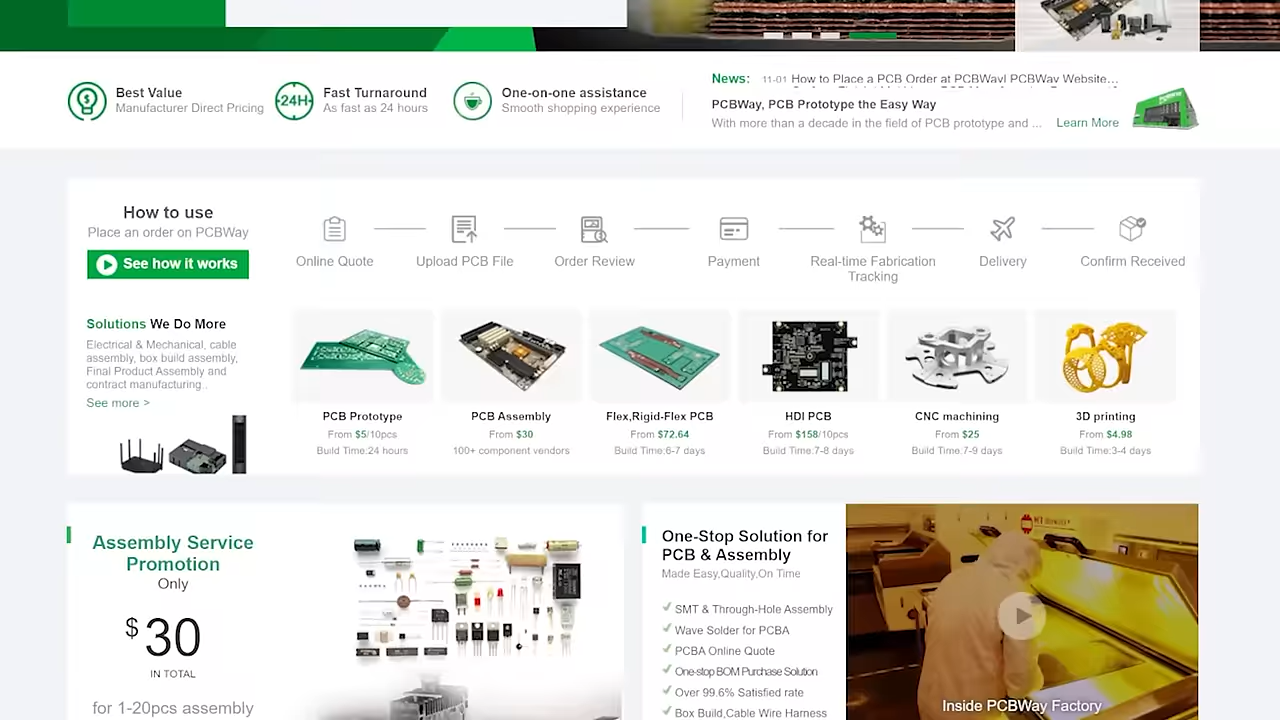 Best Value
Manufacturer Direct Pricing
24H
Fast Turnaround
As fast as 24 hours
One-on-one assistance
Smooth shopping experience
News: 11-01 How to Place a PCB Order at PCBWay| PCBWay Website…
PCBWay, PCB Prototype the Easy Way
With more than a decade in the field of PCB prototype and ... Learn More
How to use
Place an order on PCBWay
See how it works
Online Quote
Upload PCB File
Order Review
Payment
Real-time Fabrication
Tracking
Delivery
Confirm Received
Solutions We Do More
Electrical & Mechanical, cable
assembly, box build assembly,
Final Product Assembly and
contract manufacturing .
See more >
PCB Prototype
From $5/10pcs
Build Time:24 hours
PCB Assembly
From $30
100+ component vendors
Flex,Rigid-Flex PCB
From $72.64
Build Time:6-7 days
HDI PCB
From $158/10pcs
Build Time:7-8 days
CNC machining
From $25
Build Time:7-9 days
3D printing
From $4.98
Build Time:3-4 days
Assembly Service
Promotion
Only
$30
IN TOTAL
for 1-20pcs assembly
One-Stop Solution for
PCB & Assembly
Made Easy,Quality,On Time
SMT & Through-Hole Assembly
Wave Solder for PCBA
PCBA Online Quote
One-stop BOM Purchase Solution
Over 99.6% Satisfied rate
Box Build,Cable Wire Harness
Inside PCBWay Factory